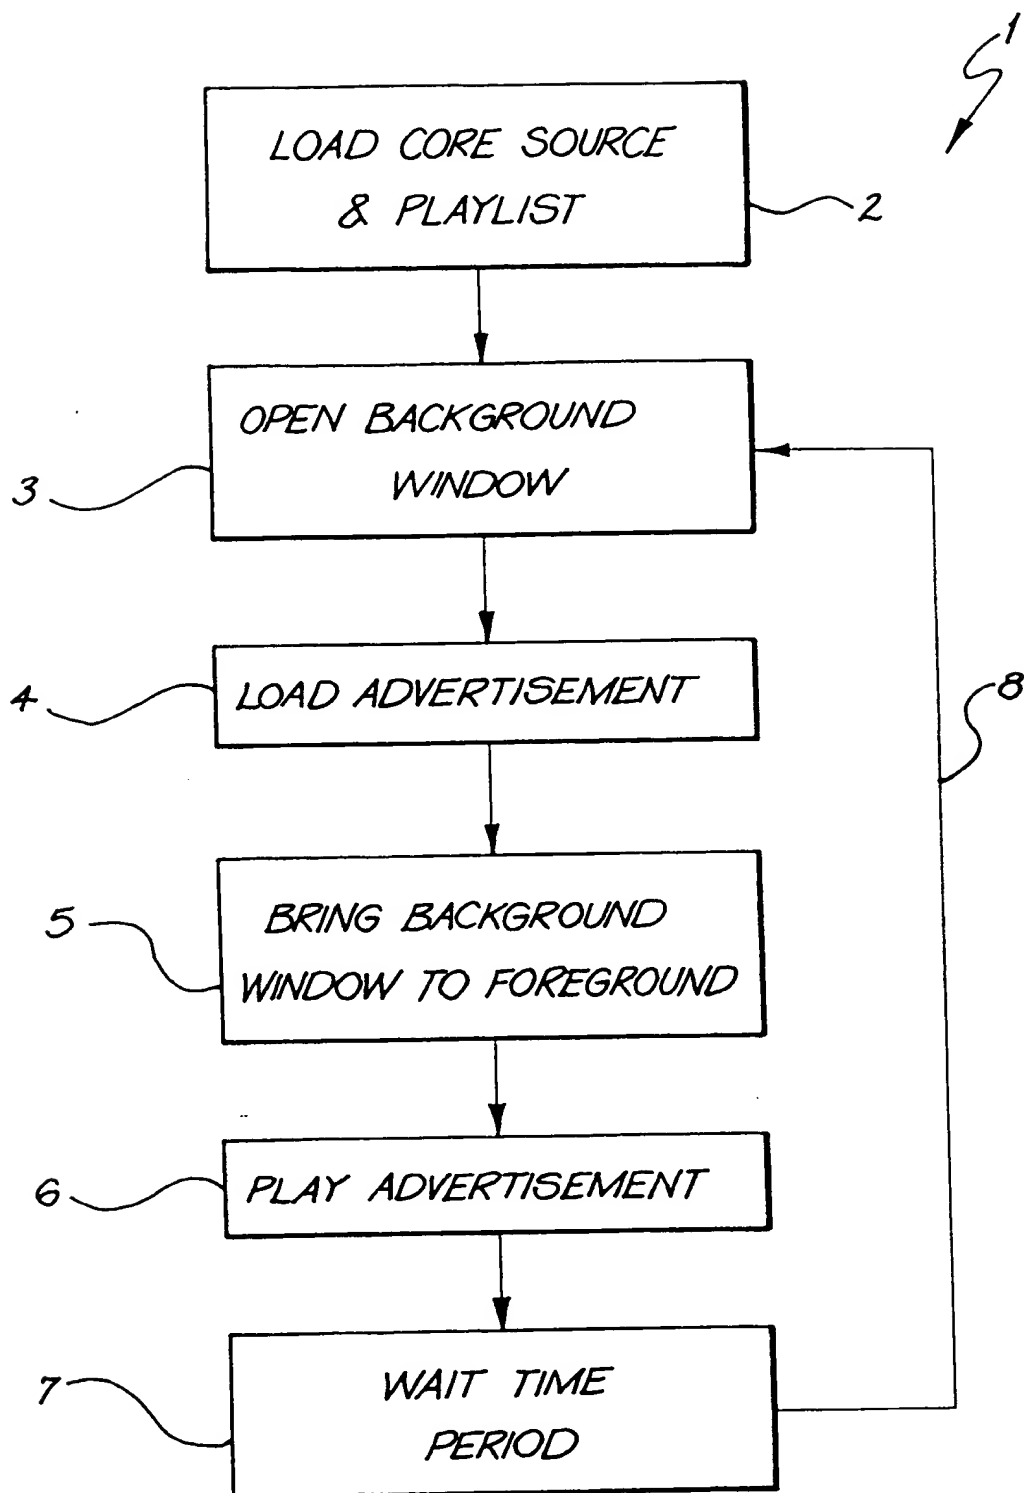 1
LOAD CORE SOURCE
& PLAYLIST
2
OPEN BACKGROUND
WINDOW
3
4
LOAD ADVERTISEMENT
8
5
BRING BACKGROUND
WINDOW TO FOREGROUND
6
PLAY ADVERTISEMENT
7
WAIT TIME
PERIOD